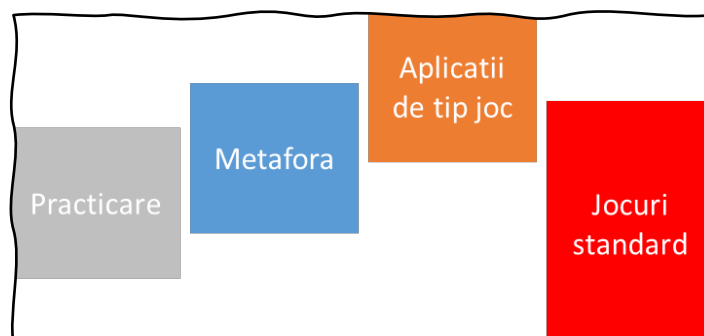 Practicare
Metafora
Aplicatii
de tip joc
Jocuri
standard